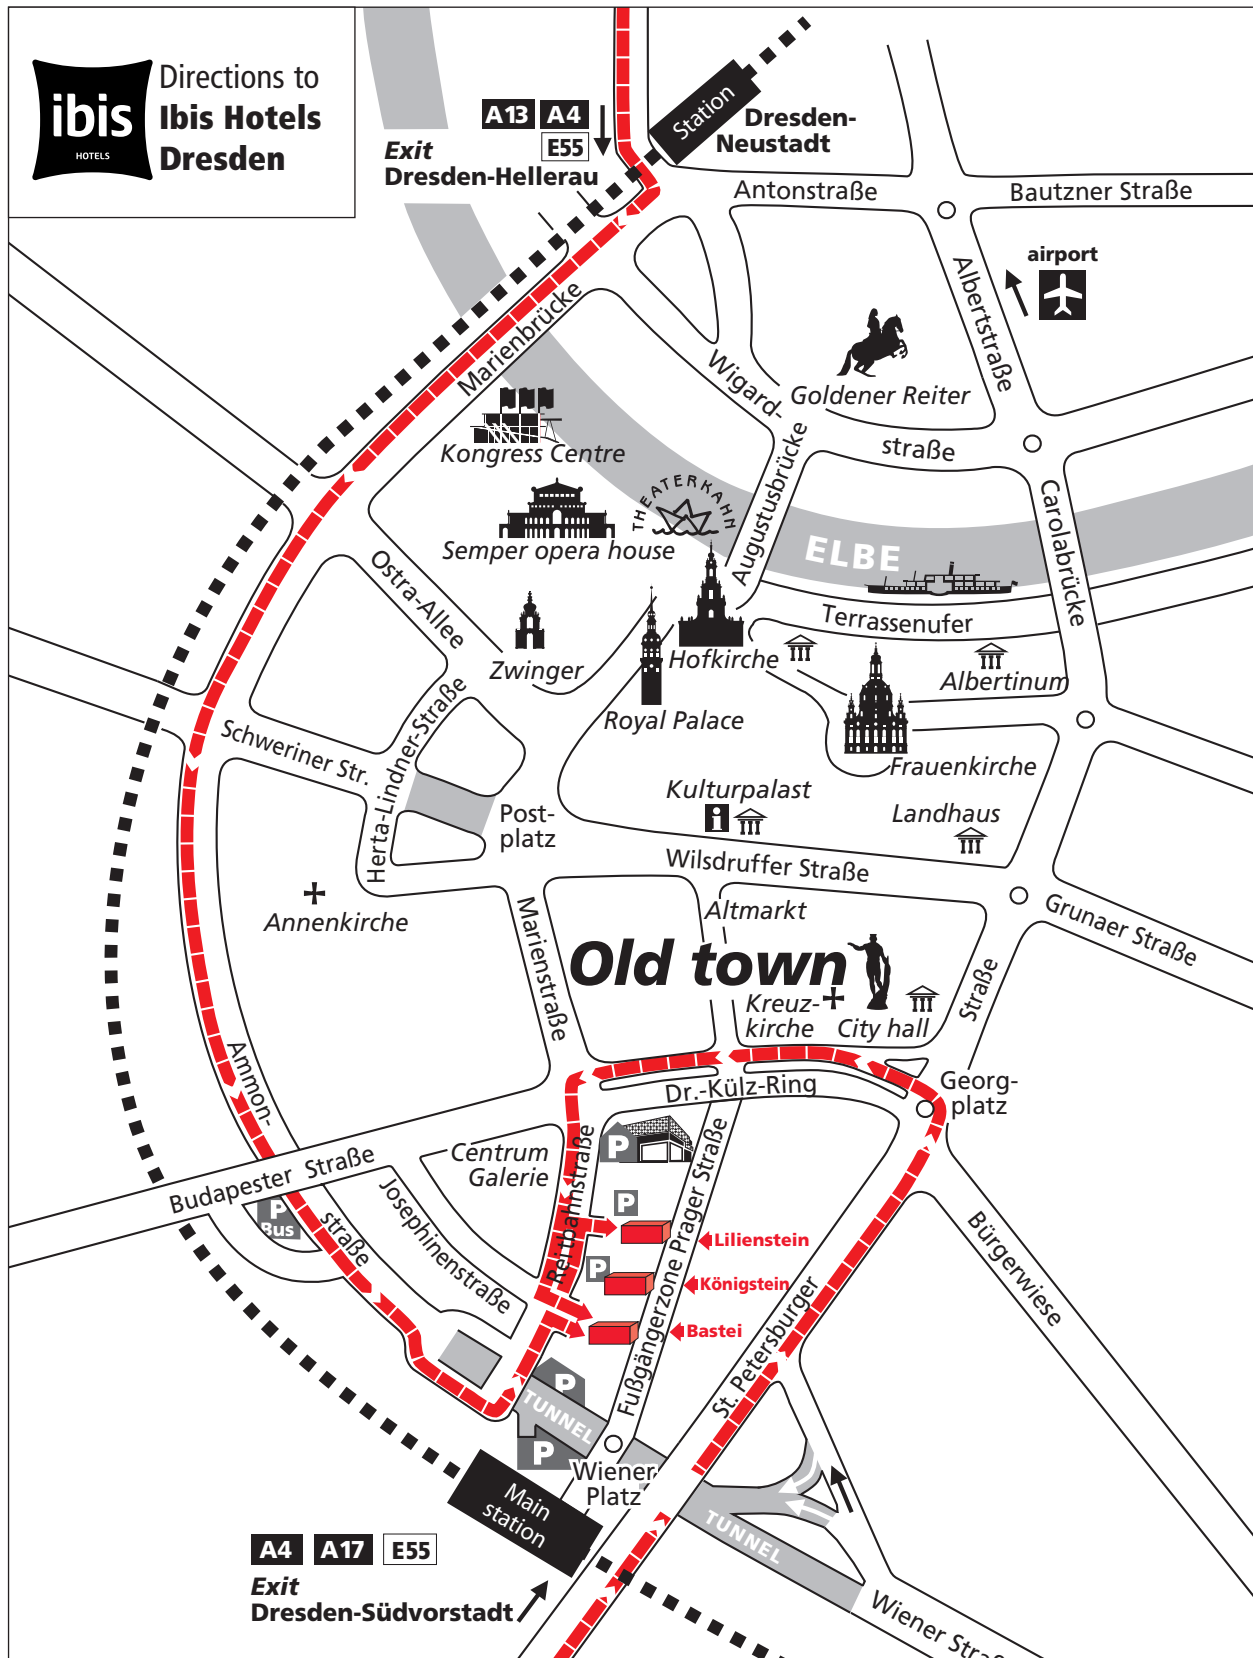 ibis
HOTELS
Directions to
Ibis Hotels
Dresden
A13 A4
E55
Exit
Dresden-Hellerau
Station
Dresden-
Neustadt
Antonstraße
Bautzner Straße
airport
Albertstraße
Marienbrücke
Goldener Reiter
Wigard-
straße
Kongress Centre
THEATERKAHN
Augustusbrücke
Carolabrücke
Semper opera house
ELBE
Ostra-Allee
Terrassenufer
Zwinger
Hofkirche
Albertinum
Royal Palace
Schweriner Str.
Herta-Lindner-Straße
Frauenkirche
Kulturpalast
i
Landhaus
Post-
platz
Wilsdruffer Straße
Annenkirche
Marienstraße
Altmarkt
Grunaer Straße
Old town
Kreuz-
kirche
City hall
Straße
Ammon-
Dr.-Külz-Ring
Georg-
platz
Centrum
Galerie
P
Reitbahnstraße
Budapester Straße
P
Bus
Josephinenstraße
straße
P
Fußgängerzone Prager Straße
Lilienstein
P
Königstein
Bastei
St. Petersburger
Bürgerwiese
P
TUNNEL
P
Wiener
Platz
Main
station
TUNNEL
A4 A17 E55
Exit
Dresden-Südvorstadt
Wiener Straß